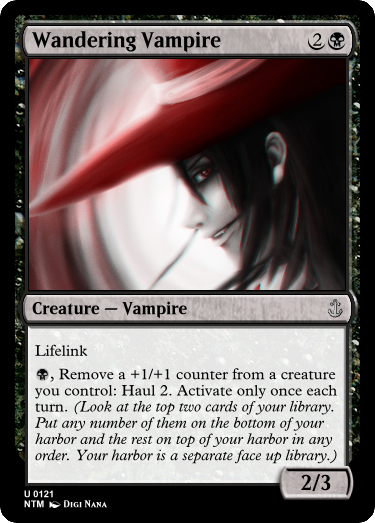 Wandering Vampire 2
Creature — Vampire
Lifelink
, Remove a +1/+1 counter from a creature
you control: Haul 2. Activate only once each
turn. (Look at the top two cards of your library.
Put any number of them on the bottom of your
harbor and the rest on top of your harbor in any
order. Your harbor is a separate face up library.)
2/3
U 0121
NTM Digi Nana